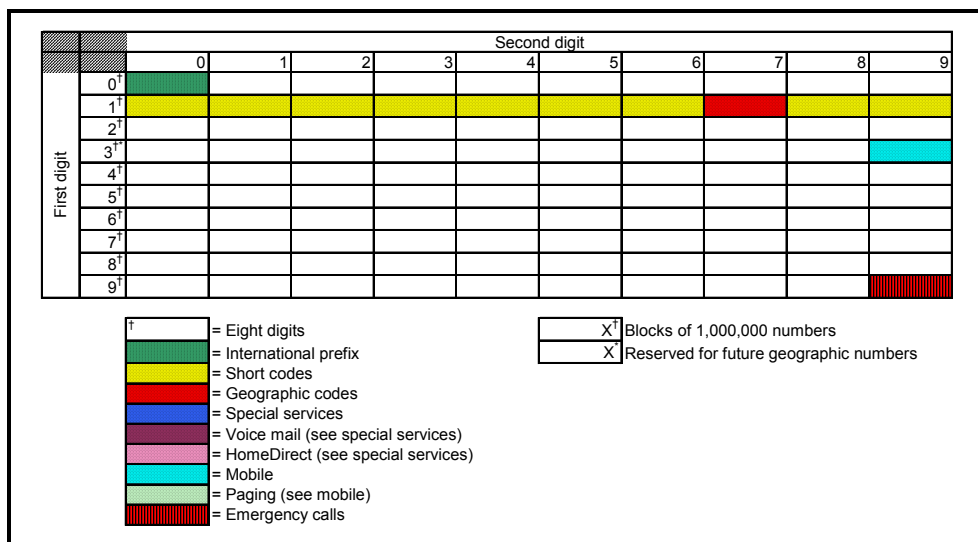 Second digit
0 1 2 3 4 5 6 7 8 9
First digit
0†
1†
2†
3†*
4†
5†
6†
7†
8†
9†
† = Eight digits
= International prefix
= Short codes
= Geographic codes
= Special services
= Voice mail (see special services)
= HomeDirect (see special services)
= Mobile
= Paging (see mobile)
= Emergency calls
X† Blocks of 1,000,000 numbers
X* Reserved for future geographic numbers